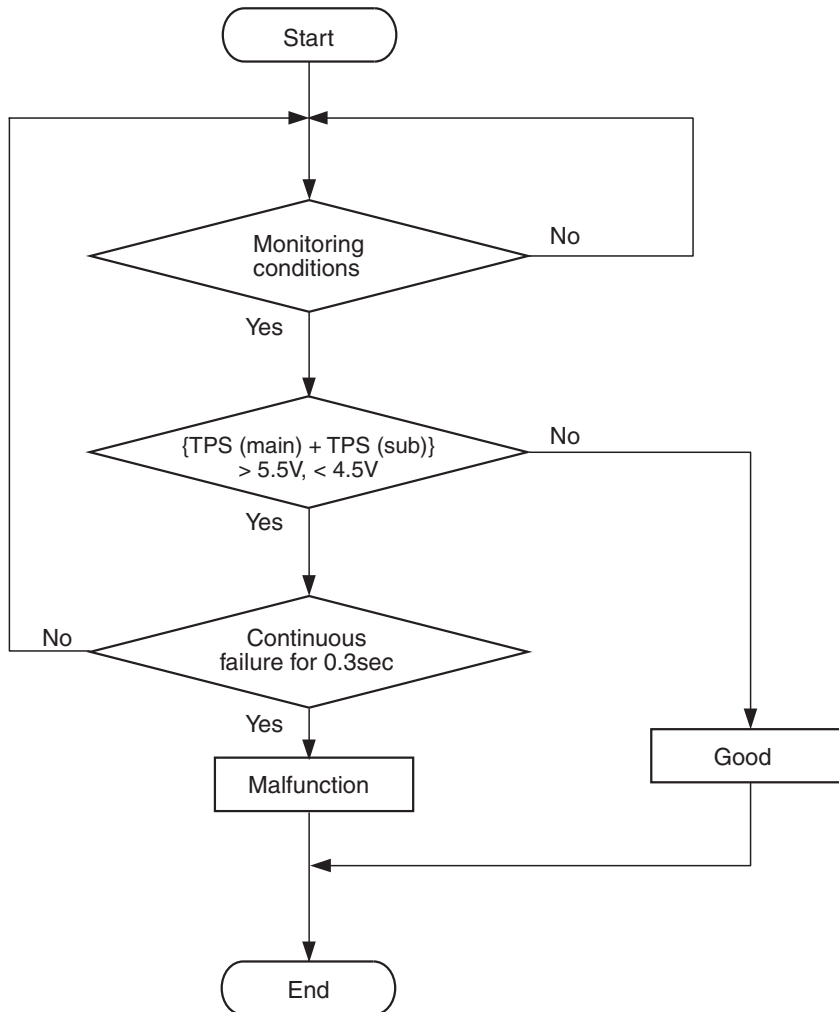 Start
Monitoring
conditions
No
Yes
{TPS (main) + TPS (sub)}
> 5.5V, < 4.5V
No
Yes
Continuous
failure for 0.3sec
No
Yes
Malfunction
Good
End